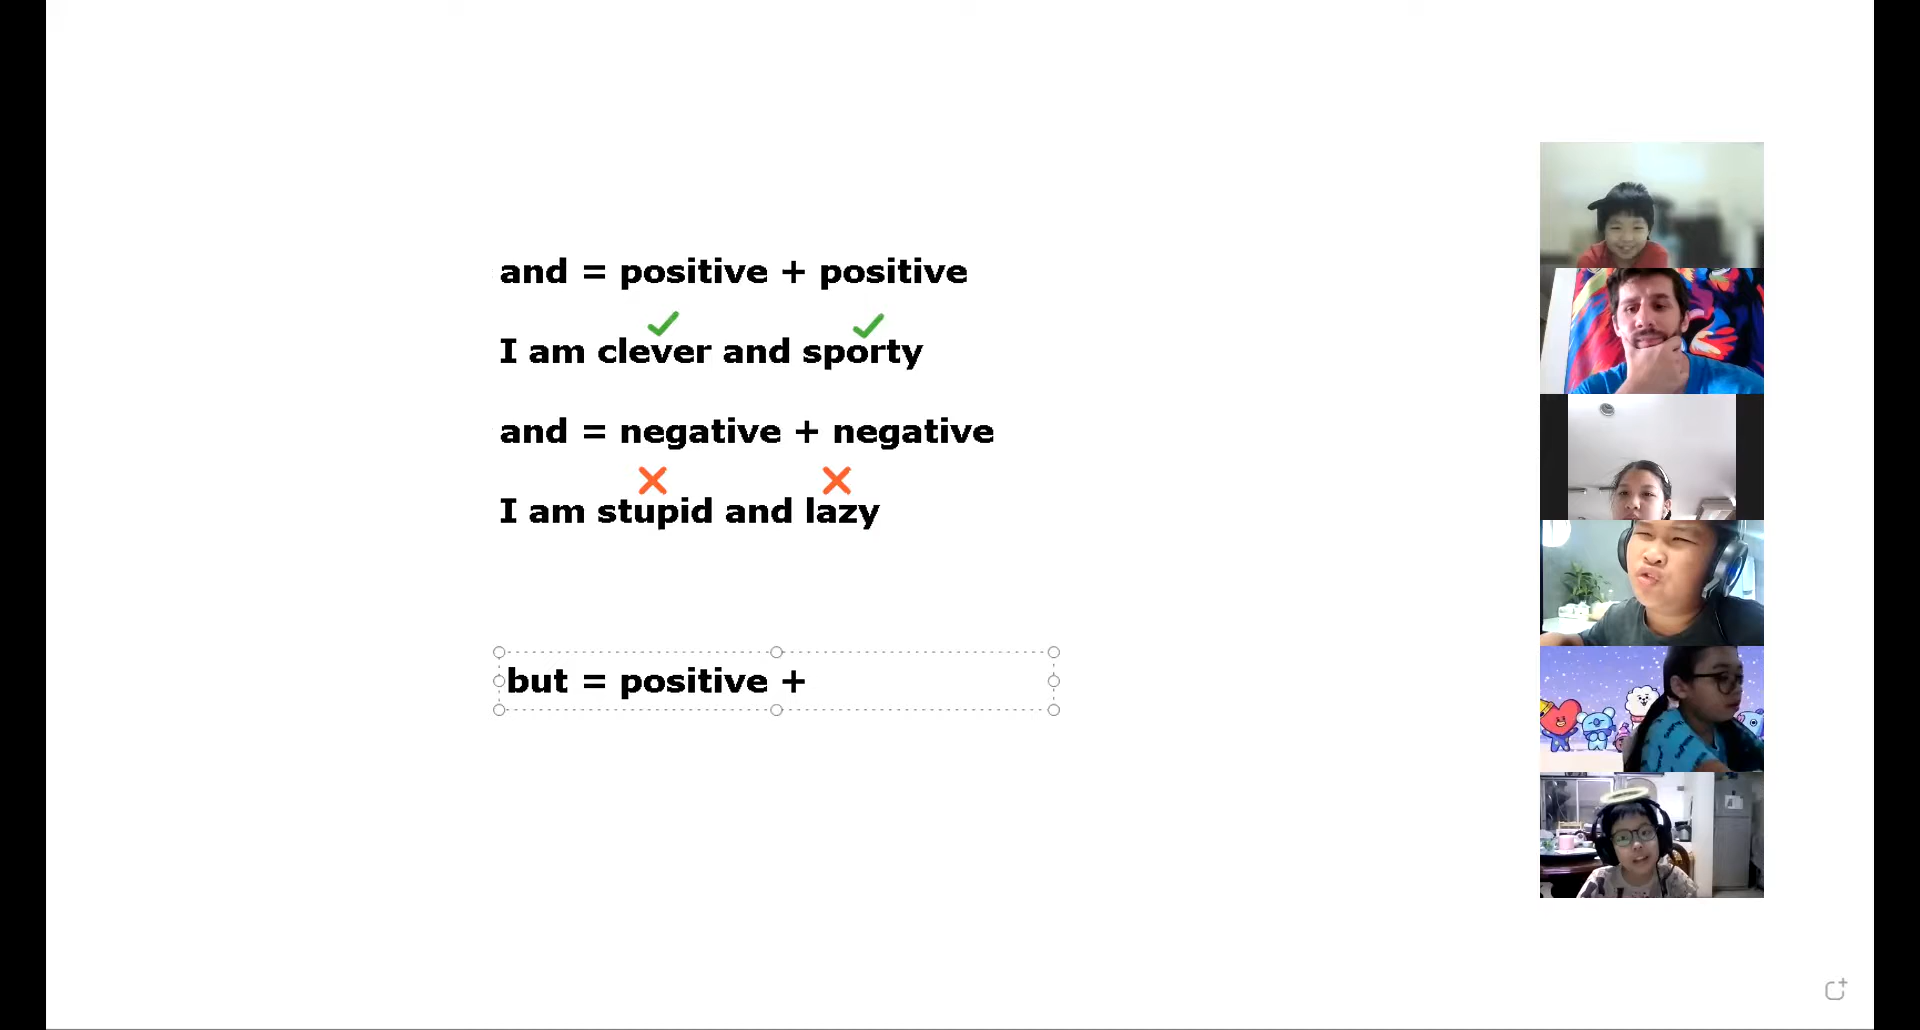 and = positive + positive
I am clever and sporty
and = negative + negative
I am stupid and lazy
but = positive +